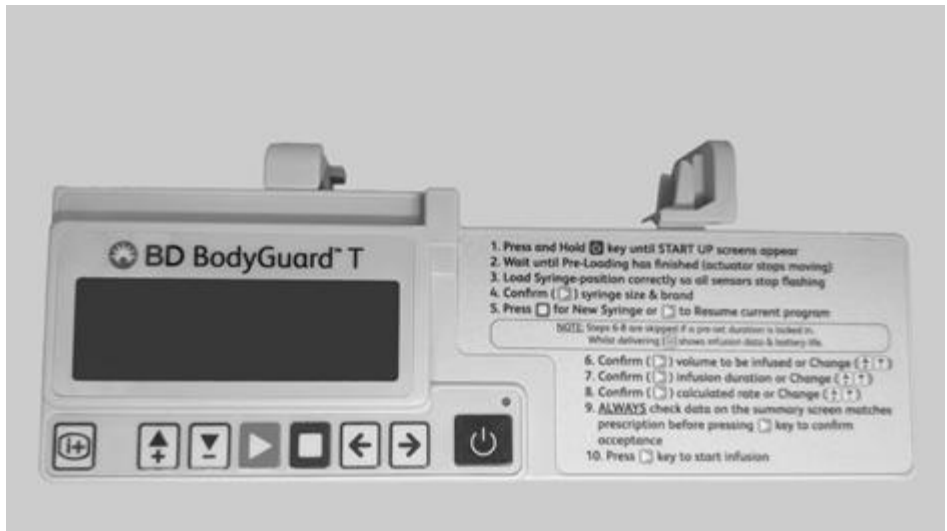 BD BodyGuard™ T
1. Press and Hold key until START UP screens appear
2. Wait until Pre-Loading has finished (actuator stops moving)
3. Load Syringe-position correctly so all sensors stop flashing
4. Confirm ( ) syringe size & brand
5. Press for New Syringe or to Resume current program
NOTE: Steps 6-8 are skipped if a pre-set duration is locked in.
Whilst delivering shows infusion data & battery life
6. Confirm ( ) volume to be infused or Change ( )
7. Confirm ( ) infusion duration or Change ( )
8. Confirm ( ) calculated rate or Change ( )
9. ALWAYS check data on the summary screen matches
prescription before pressing key to confirm
acceptance
10. Press key to start infusion
i+
+
−